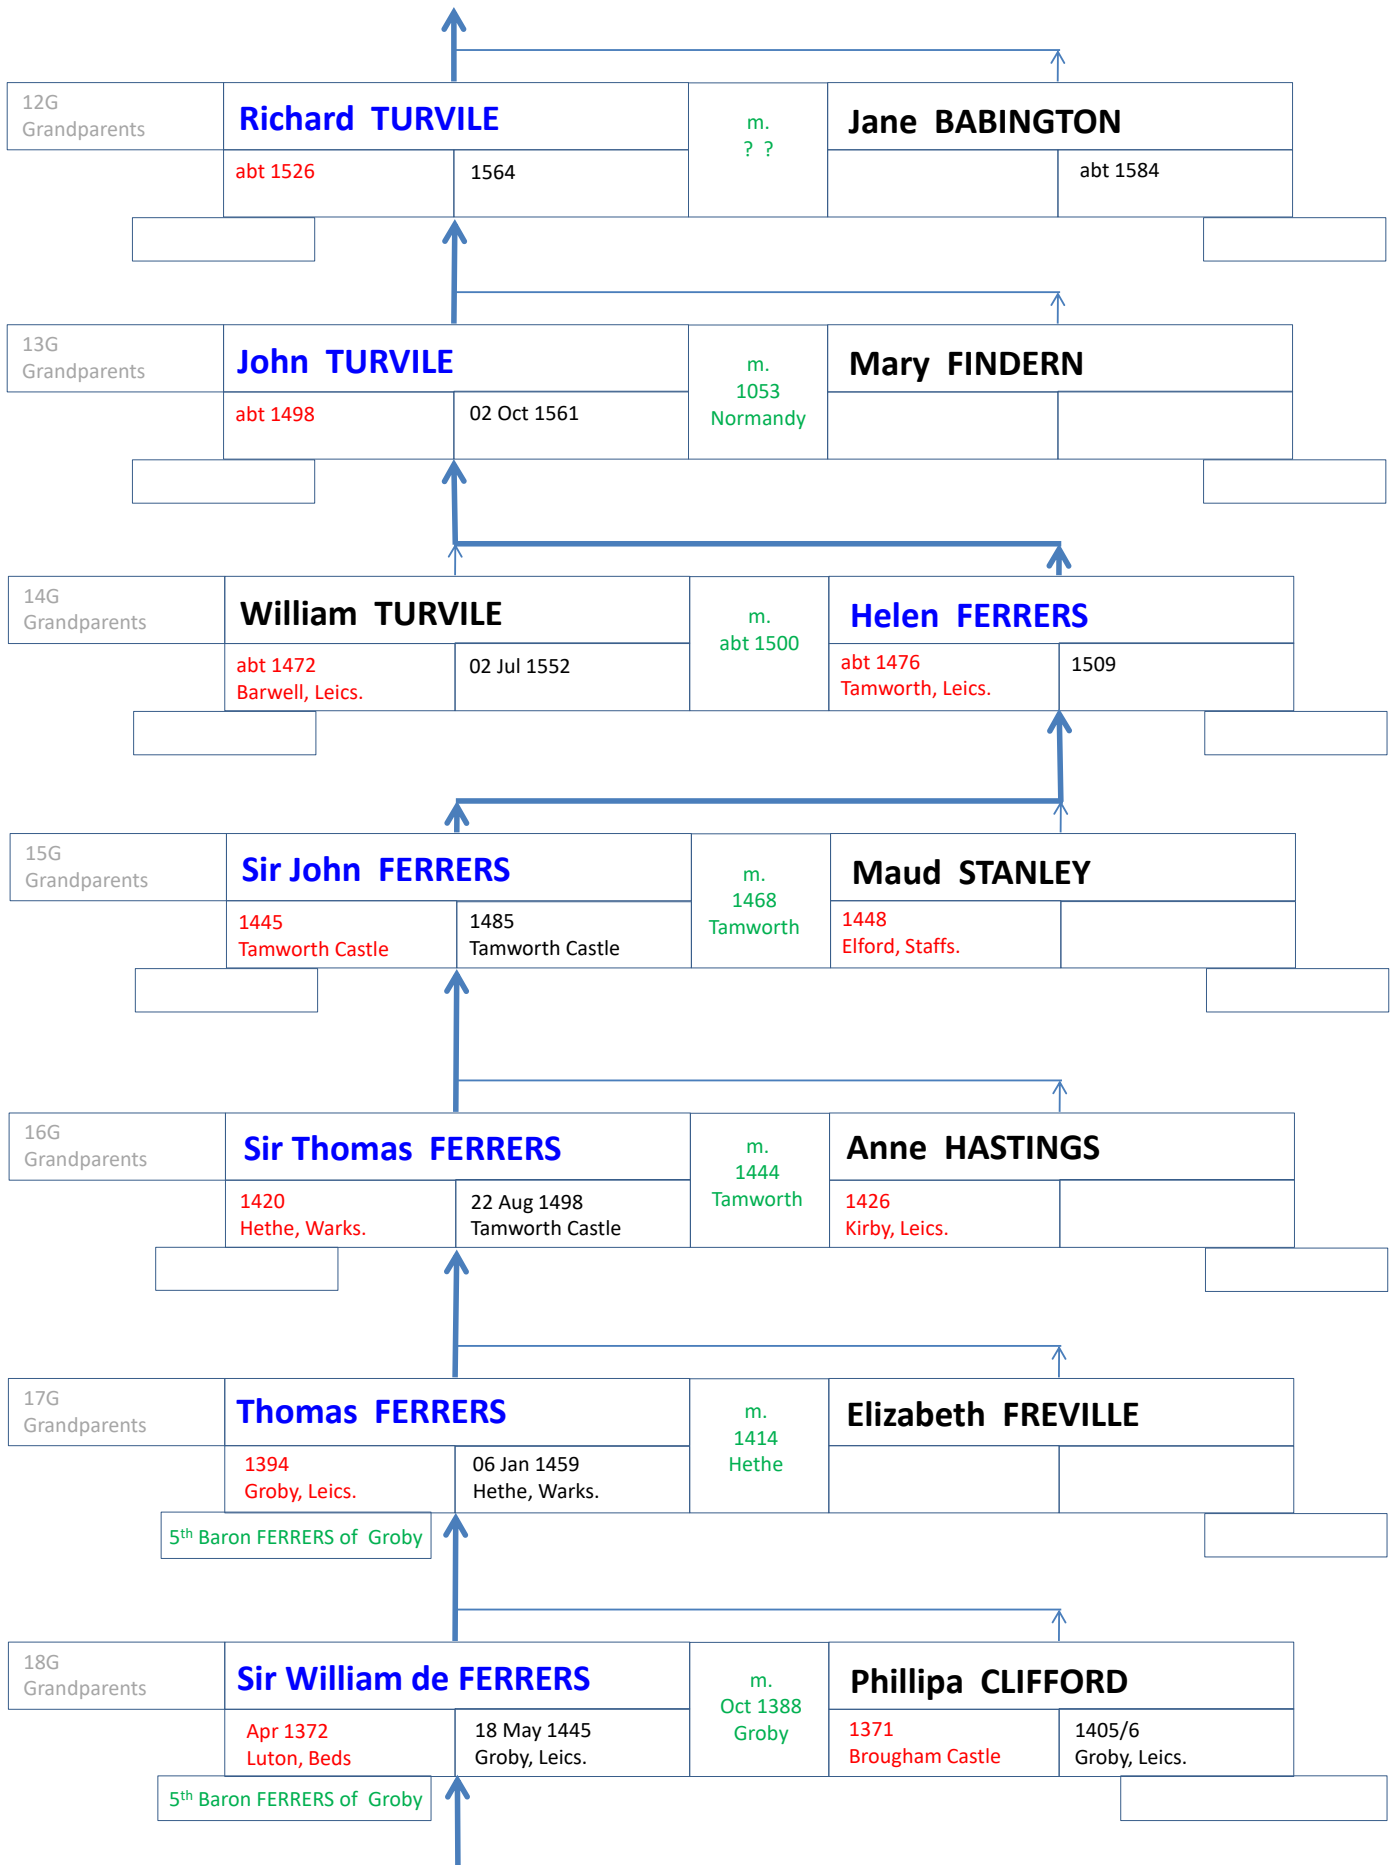 12G
Grandparents
Richard TURVILE
m.
? ?
Jane BABINGTON
abt 1526
1564
abt 1584
13G
Grandparents
John TURVILE
m.
1053
Normandy
Mary FINDERN
abt 1498
02 Oct 1561
14G
Grandparents
William TURVILE
m.
abt 1500
Helen FERRERS
abt 1472
Barwell, Leics.
02 Jul 1552
abt 1476
Tamworth, Leics.
1509
15G
Grandparents
Sir John FERRERS
m.
1468
Tamworth
Maud STANLEY
1445
Tamworth Castle
1485
Tamworth Castle
1448
Elford, Staffs.
16G
Grandparents
Sir Thomas FERRERS
m.
1444
Tamworth
Anne HASTINGS
1420
Hethe, Warks.
22 Aug 1498
Tamworth Castle
1426
Kirby, Leics.
17G
Grandparents
Thomas FERRERS
m.
1414
Hethe
Elizabeth FREVILLE
1394
Groby, Leics.
06 Jan 1459
Hethe, Warks.
5th Baron FERRERS of Groby
18G
Grandparents
Sir William de FERRERS
m.
Oct 1388
Groby
Phillipa CLIFFORD
Apr 1372
Luton, Beds
18 May 1445
Groby, Leics.
1371
Brougham Castle
1405/6
Groby, Leics.
5th Baron FERRERS of Groby